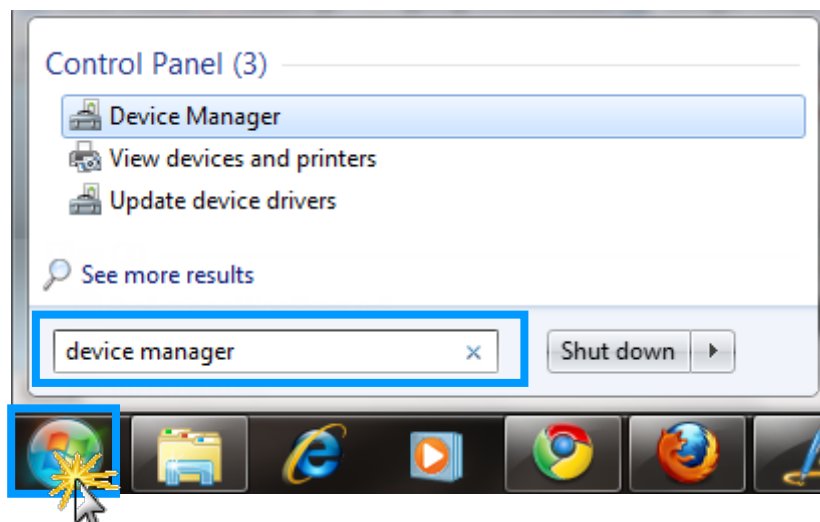 Control Panel (3)
Device Manager
View devices and printers
Update device drivers
See more results
device manager
Shut down